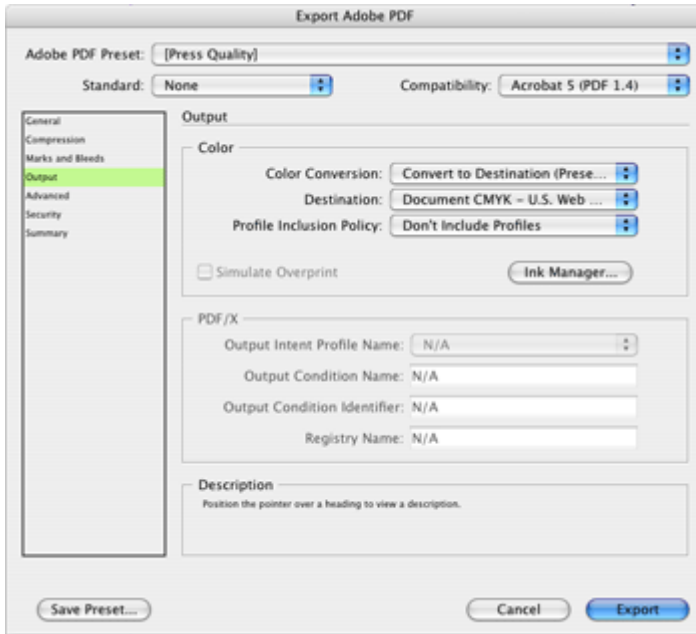 Export Adobe PDF
Adobe PDF Preset: [Press Quality]
Standard: None Compatibility: Acrobat 5 (PDF 1.4)
General
Compression
Marks and Bleeds
Output
Advanced
Security
Summary
Output
Color
Color Conversion: Convert to Destination (Prese...
Destination: Document CMYK - U.S. Web ...
Profile Inclusion Policy: Don't Include Profiles
Simulate Overprint Ink Manager...
PDF/X
Output Intent Profile Name: N/A
Output Condition Name: N/A
Output Condition Identifier: N/A
Registry Name: N/A
Description
Position the pointer over a heading to view a description.
Save Preset... Cancel Export